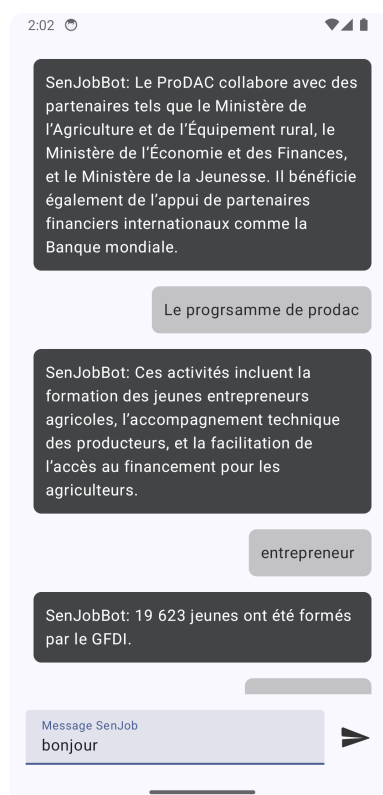 2:02
SenJobBot: Le ProDAC collabore avec des
partenaires tels que le Ministère de
l’Agriculture et de l’Équipement rural, le
Ministère de l’Économie et des Finances,
et le Ministère de la Jeunesse. Il bénéficie
également de l’appui de partenaires
financiers internationaux comme la
Banque mondiale.
Le progrsamme de prodac
SenJobBot: Ces activités incluent la
formation des jeunes entrepreneurs
agricoles, l’accompagnement technique
des producteurs, et la facilitation de
l’accès au financement pour les
agriculteurs.
entrepreneur
SenJobBot: 19 623 jeunes ont été formés
par le GFDI.
Message SenJob
bonjour